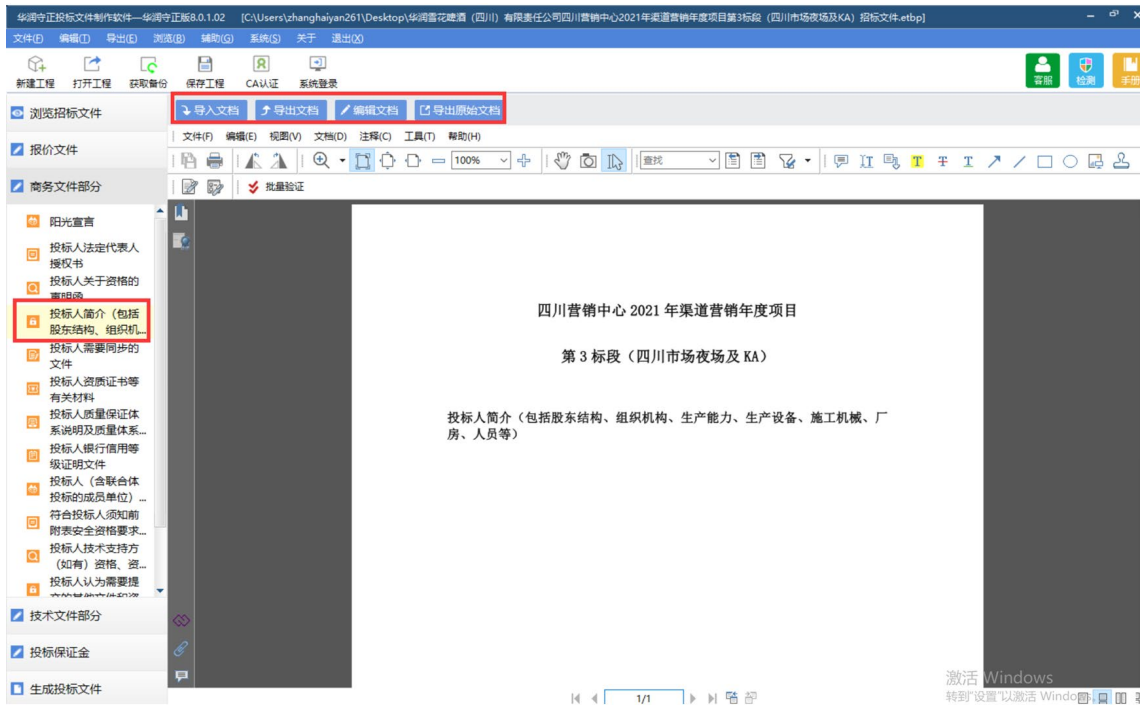 华润守正投标文件制作软件—华润守正版8.0.1.02 [C:\Users\zhanghaiyan261\Desktop\华润雪花啤酒（四川）有限责任公司四川营销中心2021年渠道营销年度项目第3标段（四川市场夜场及KA）招标文件.etbp]
文件(F) 编辑(T) 导出(E) 浏览(B) 辅助(G) 系统(S) 关于 退出(X)
新建工程 打开工程 获取备份 保存工程 CA认证 系统登录 客服 检测 手册
浏览招标文件
报价文件
商务文件部分
阳光宣言
投标人法定代表人
授权书
投标人关于资格的
声明函
投标人简介（包括
股东结构、组织机...
投标人需要同步的
文件
投标人资质证书等
有关材料
投标人质量保证体
系说明及质量体系...
投标人银行信用等
级证明文件
投标人（含联合体
投标的成员单位）...
符合投标人须知前
附表安全资格要求...
投标人技术支持方
（如有）资格、资...
投标人认为需要提
技术文件部分
投标保证金
生成投标文件
导入文档 导出文档 编辑文档 导出原始文档
文件(F) 编辑(E) 视图(V) 文档(D) 注释(C) 工具(T) 帮助(H)
100% 查找
批量验证
四川营销中心 2021 年渠道营销年度项目
第 3 标段（四川市场夜场及 KA）
投标人简介（包括股东结构、组织机构、生产能力、生产设备、施工机械、厂
房、人员等）
1/1
激活 Windows
转到"设置"以激活 Windows